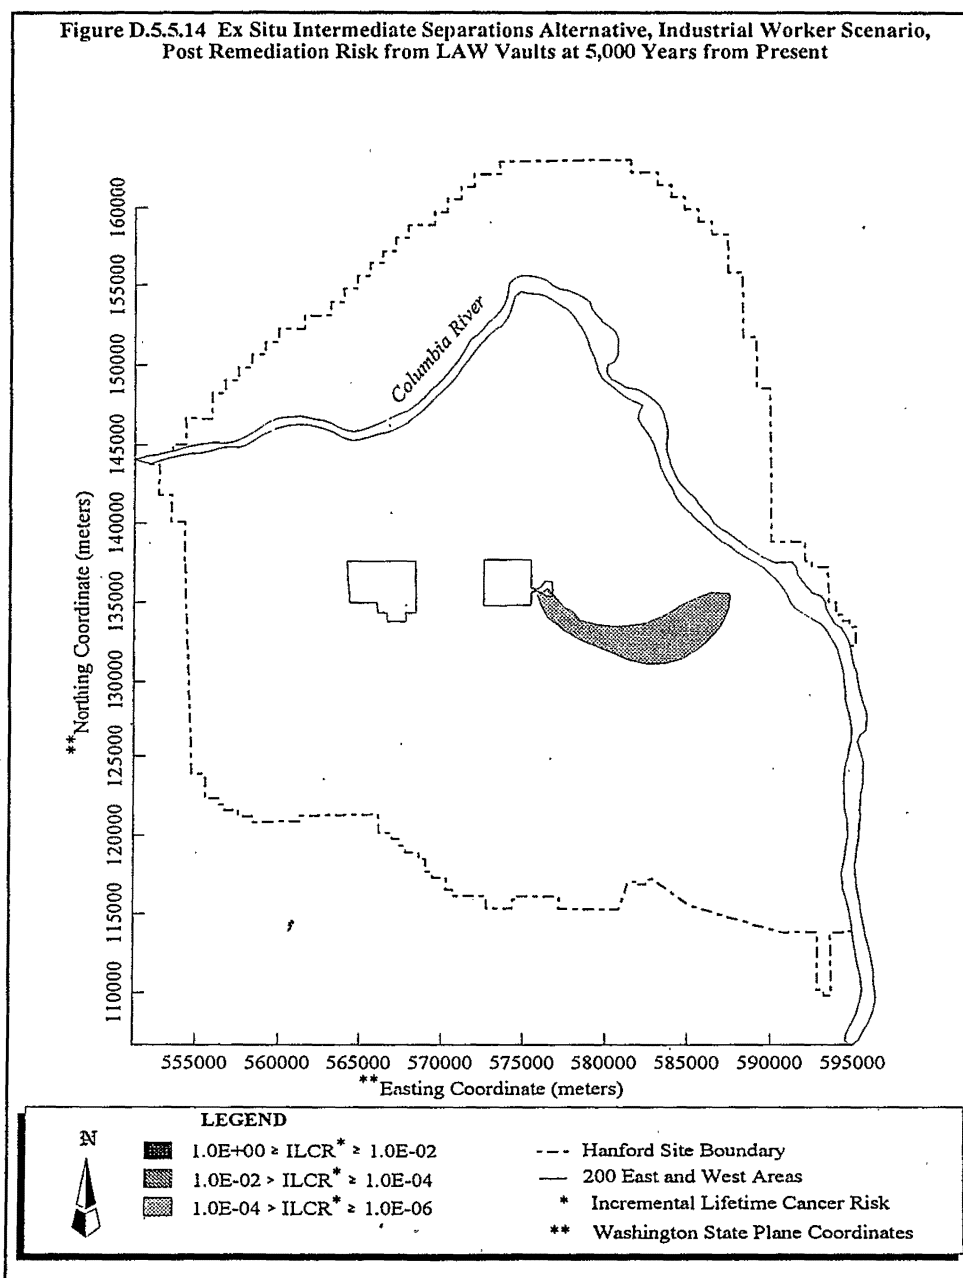 Figure D.5.5.14 Ex Situ Intermediate Separations Alternative, Industrial Worker Scenario,
Post Remediation Risk from LAW Vaults at 5,000 Years from Present
160000
155000
150000
145000
140000
135000
130000
125000
120000
115000
110000
**Northing Coordinate (meters)
Columbia River
555000 560000 565000 570000 575000 580000 585000 590000 595000
**Easting Coordinate (meters)
LEGEND
N
1.0E+00 ≥ ILCR* ≥ 1.0E-02
1.0E-02 > ILCR* ≥ 1.0E-04
1.0E-04 > ILCR* ≥ 1.0E-06
Hanford Site Boundary
200 East and West Areas
* Incremental Lifetime Cancer Risk
** Washington State Plane Coordinates